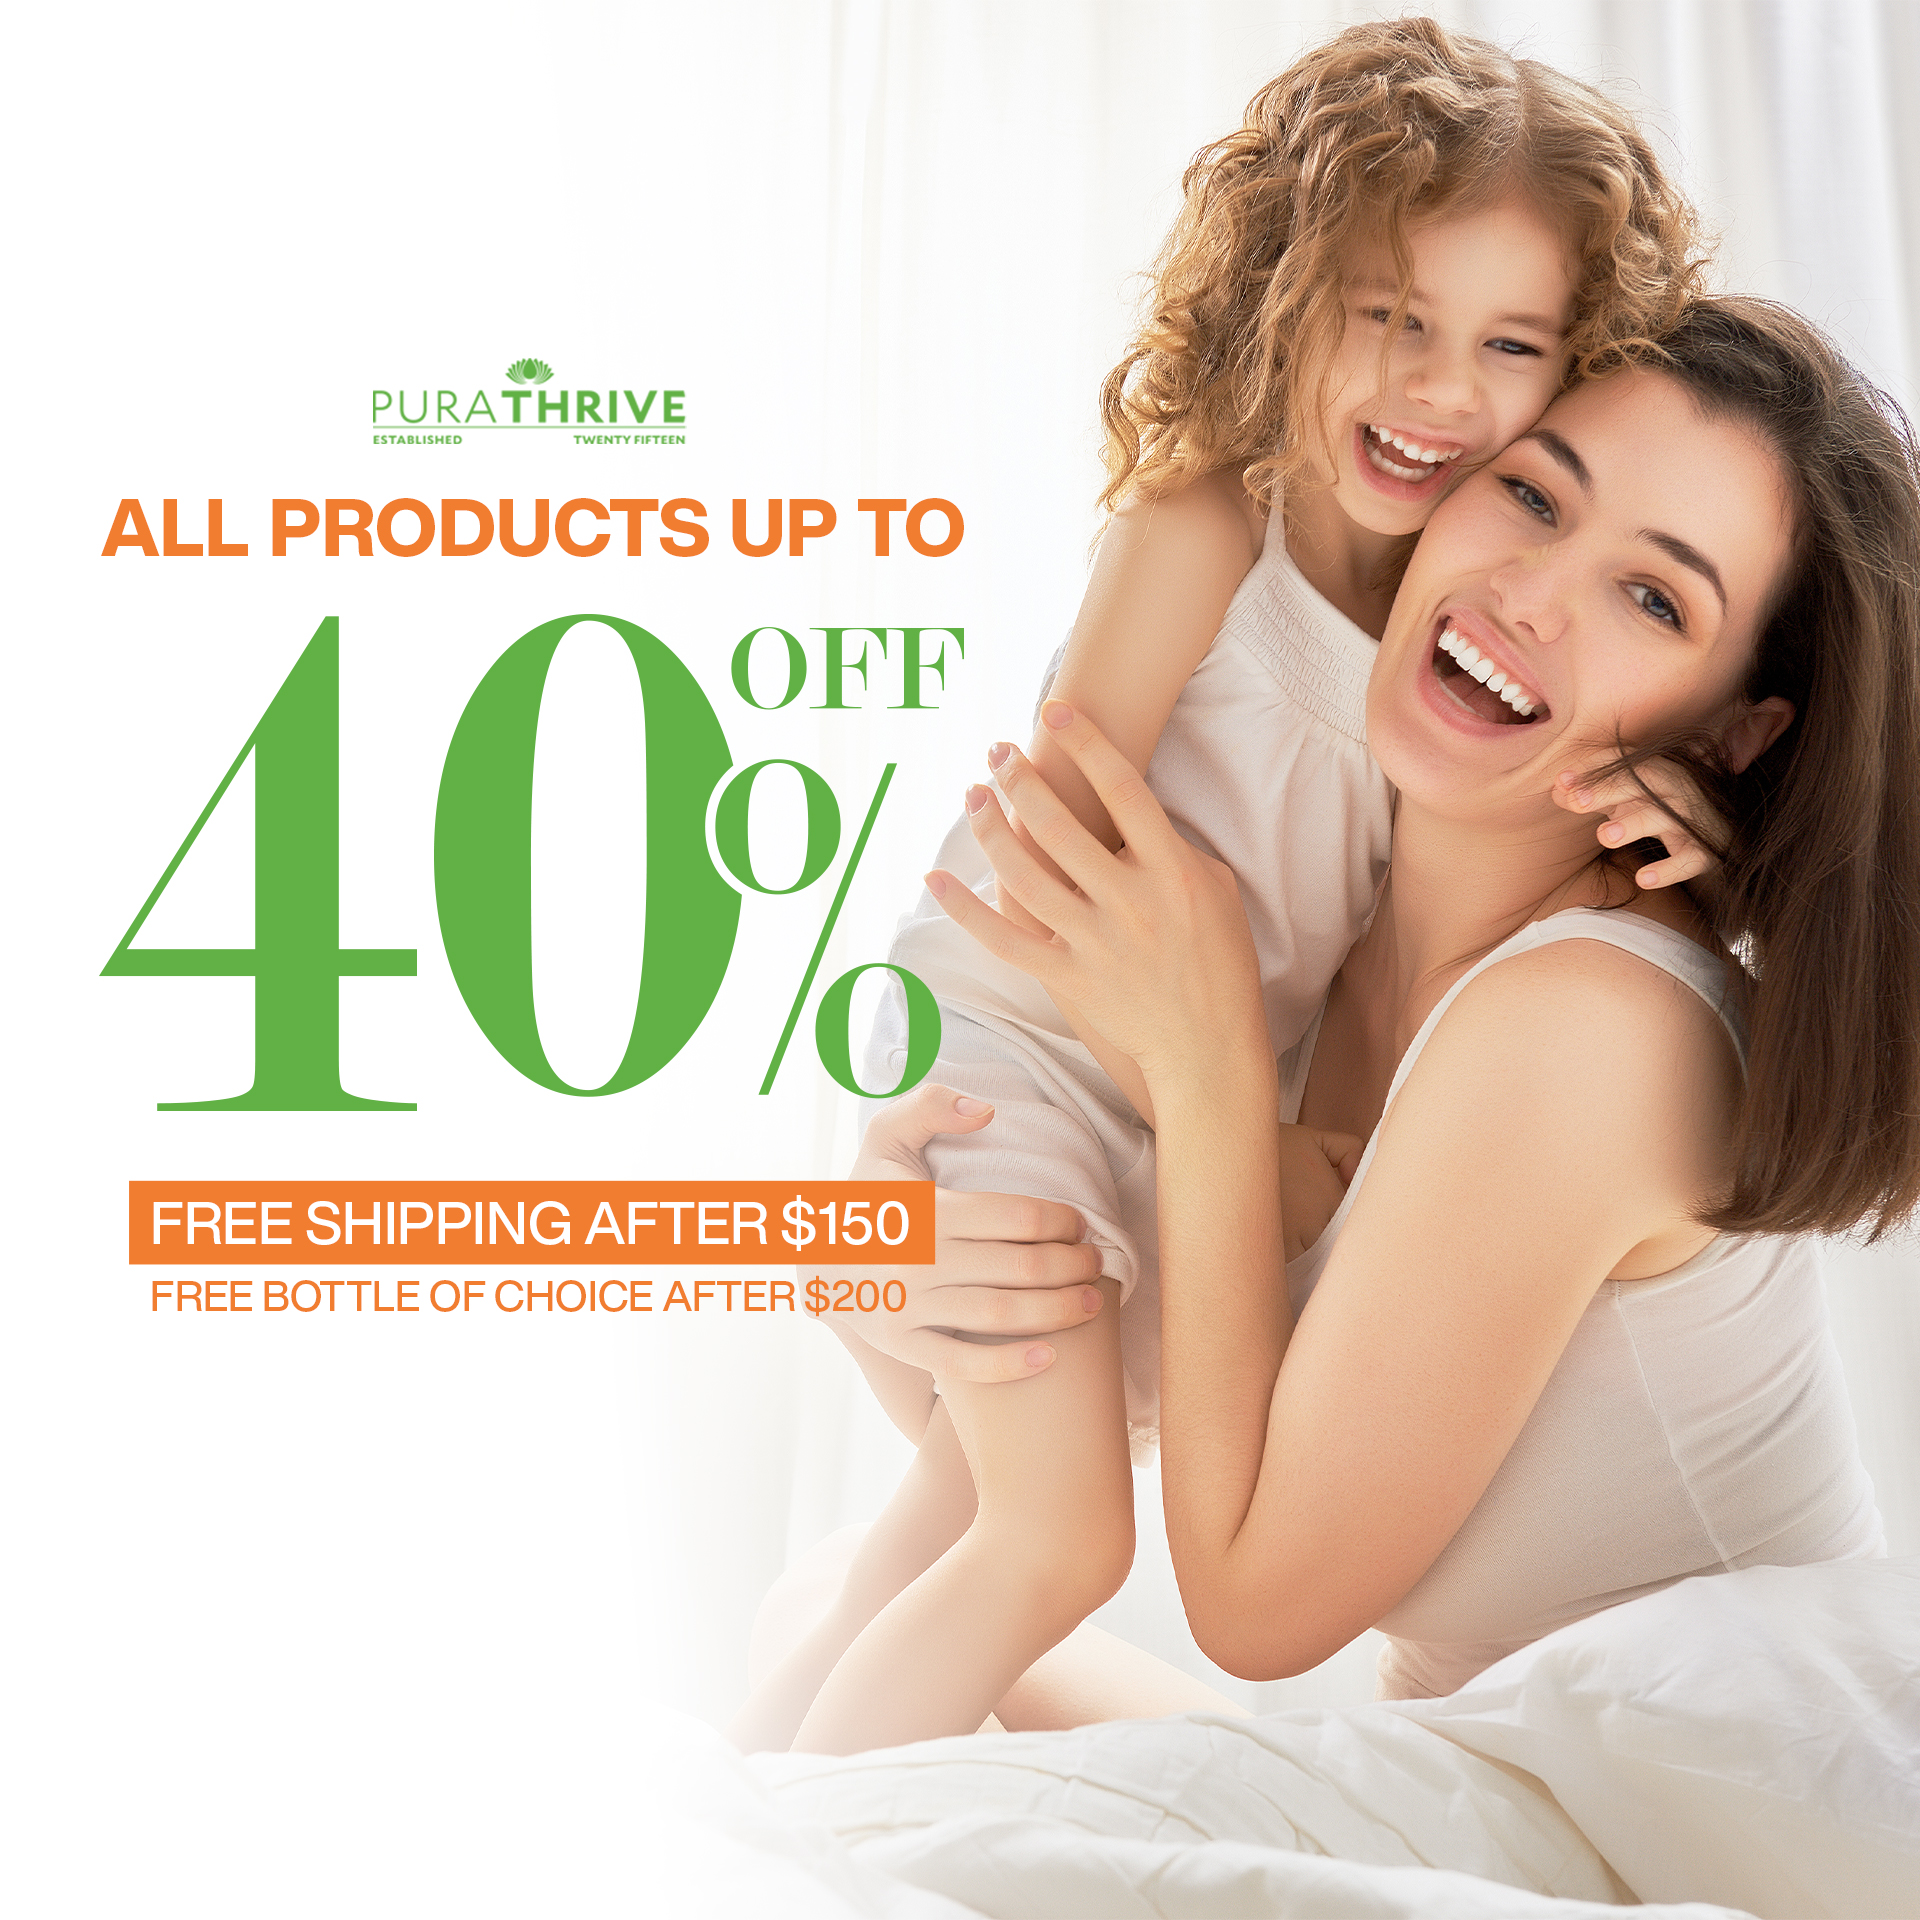 PURATHRIVE
ESTABLISHED TWENTY FIFTEEN
ALL PRODUCTS UP TO
40% OFF
FREE SHIPPING AFTER $150
FREE BOTTLE OF CHOICE AFTER $200